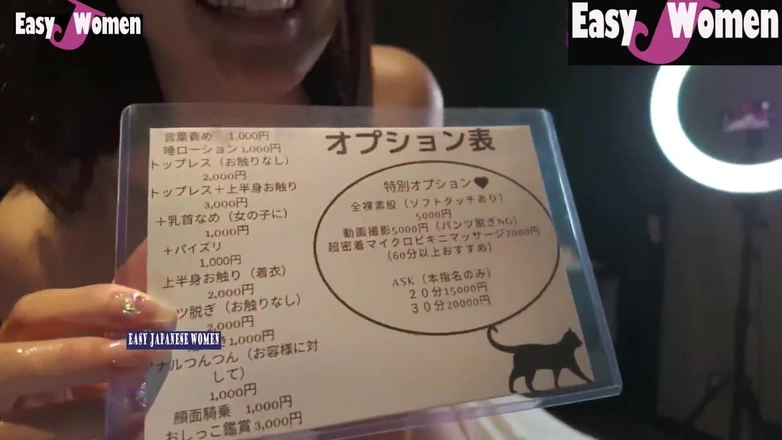 Easy Women
Easy Women
言葉責め 1,000円
唾ローション 1,000円
トップレス（お触りなし）
2,000円
トップレス＋上半身お触り
3,000円
＋乳首なめ（女の子に）
1,000円
＋パイズリ
1,000円
上半身お触り（着衣）
2,000円
ツ脱ぎ（お触りなし）
2,000円
き1,000円
EASY JAPANESE WOMEN
ナルつんつん（お客様に対
して）
1,000円
顔面騎乗 1,000円
おしっこ鑑賞 3,000円
オプション表
特別オプション♥
全裸素股（ソフトタッチあり）
5000円
動画撮影5000円（パンツ脱ぎNG）
超密着マイクロビキニマッサージ7000円
（60分以上おすすめ）
ASK（本指名のみ）
20分15000円
30分20000円